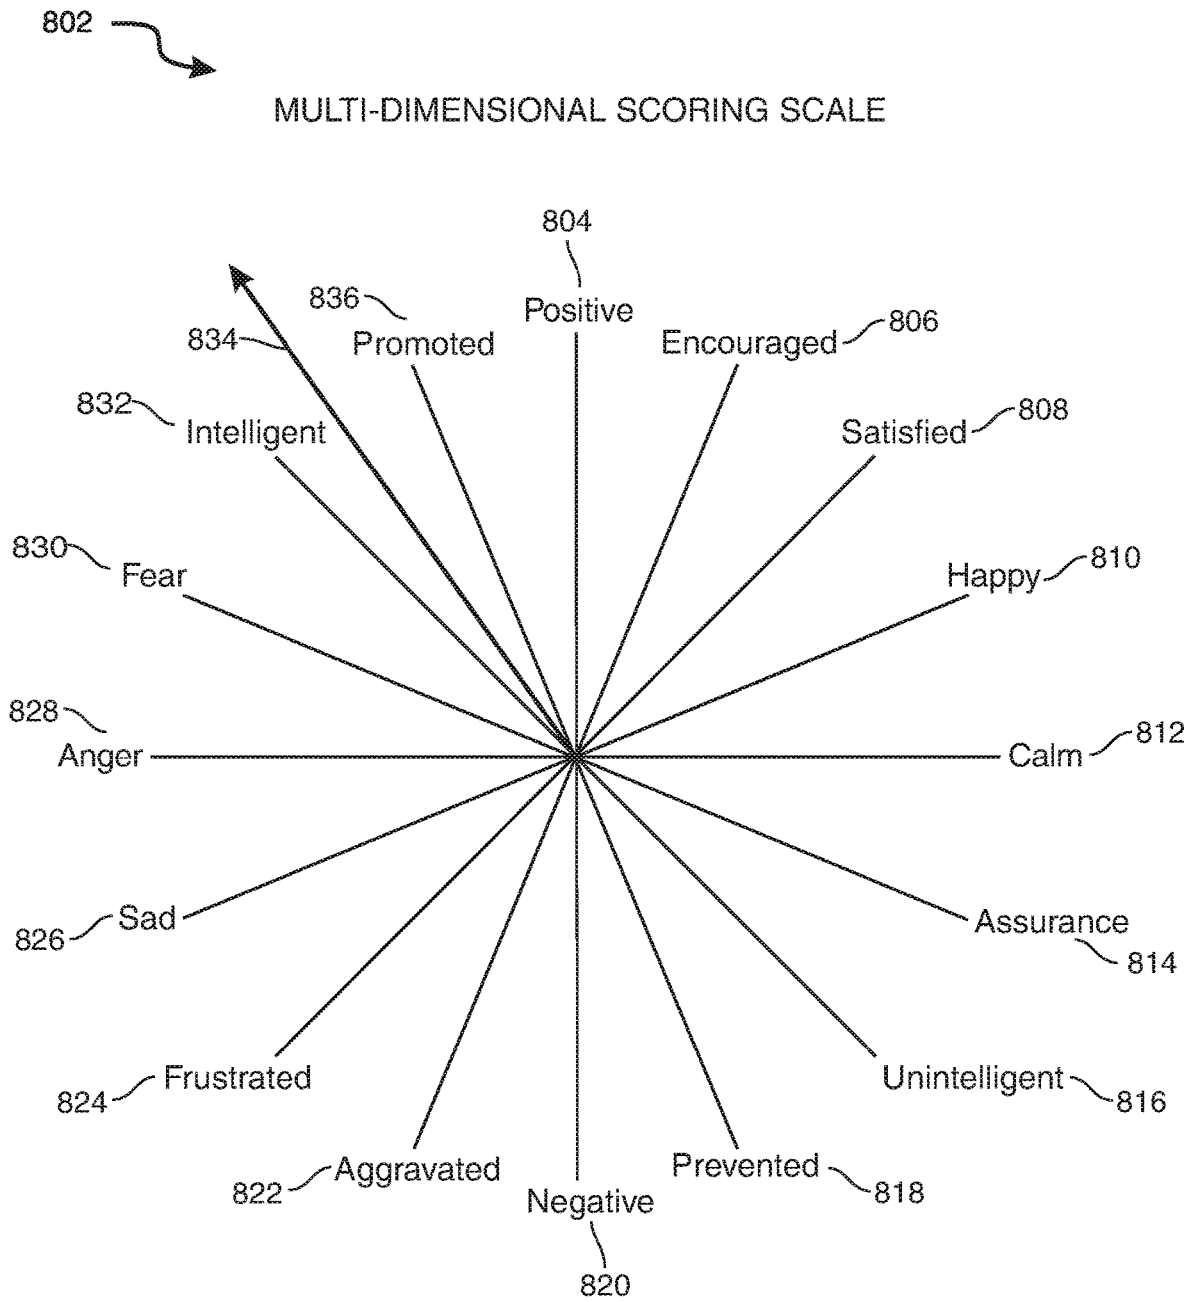 802
MULTI-DIMENSIONAL SCORING SCALE
804
836
Positive
806
834
Promoted
Encouraged
832
808
Intelligent
Satisfied
830
810
Fear
Happy
828
812
Anger
Calm
826
Sad
Assurance
814
Frustrated
Unintelligent
824
816
822
Aggravated
Prevented
818
Negative
820